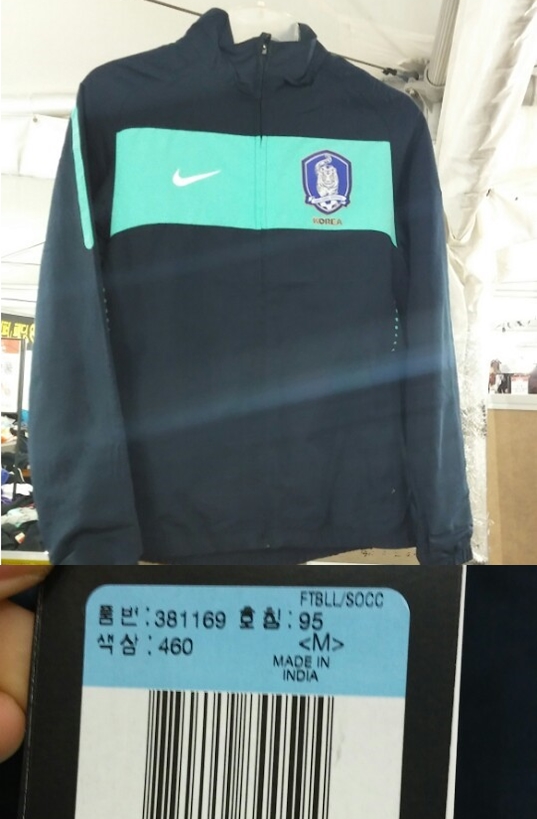 KOREA
FTBLL/SOCC
품번 : 381169 호칭 : 95
색상 : 460 <M>
MADE IN
INDIA